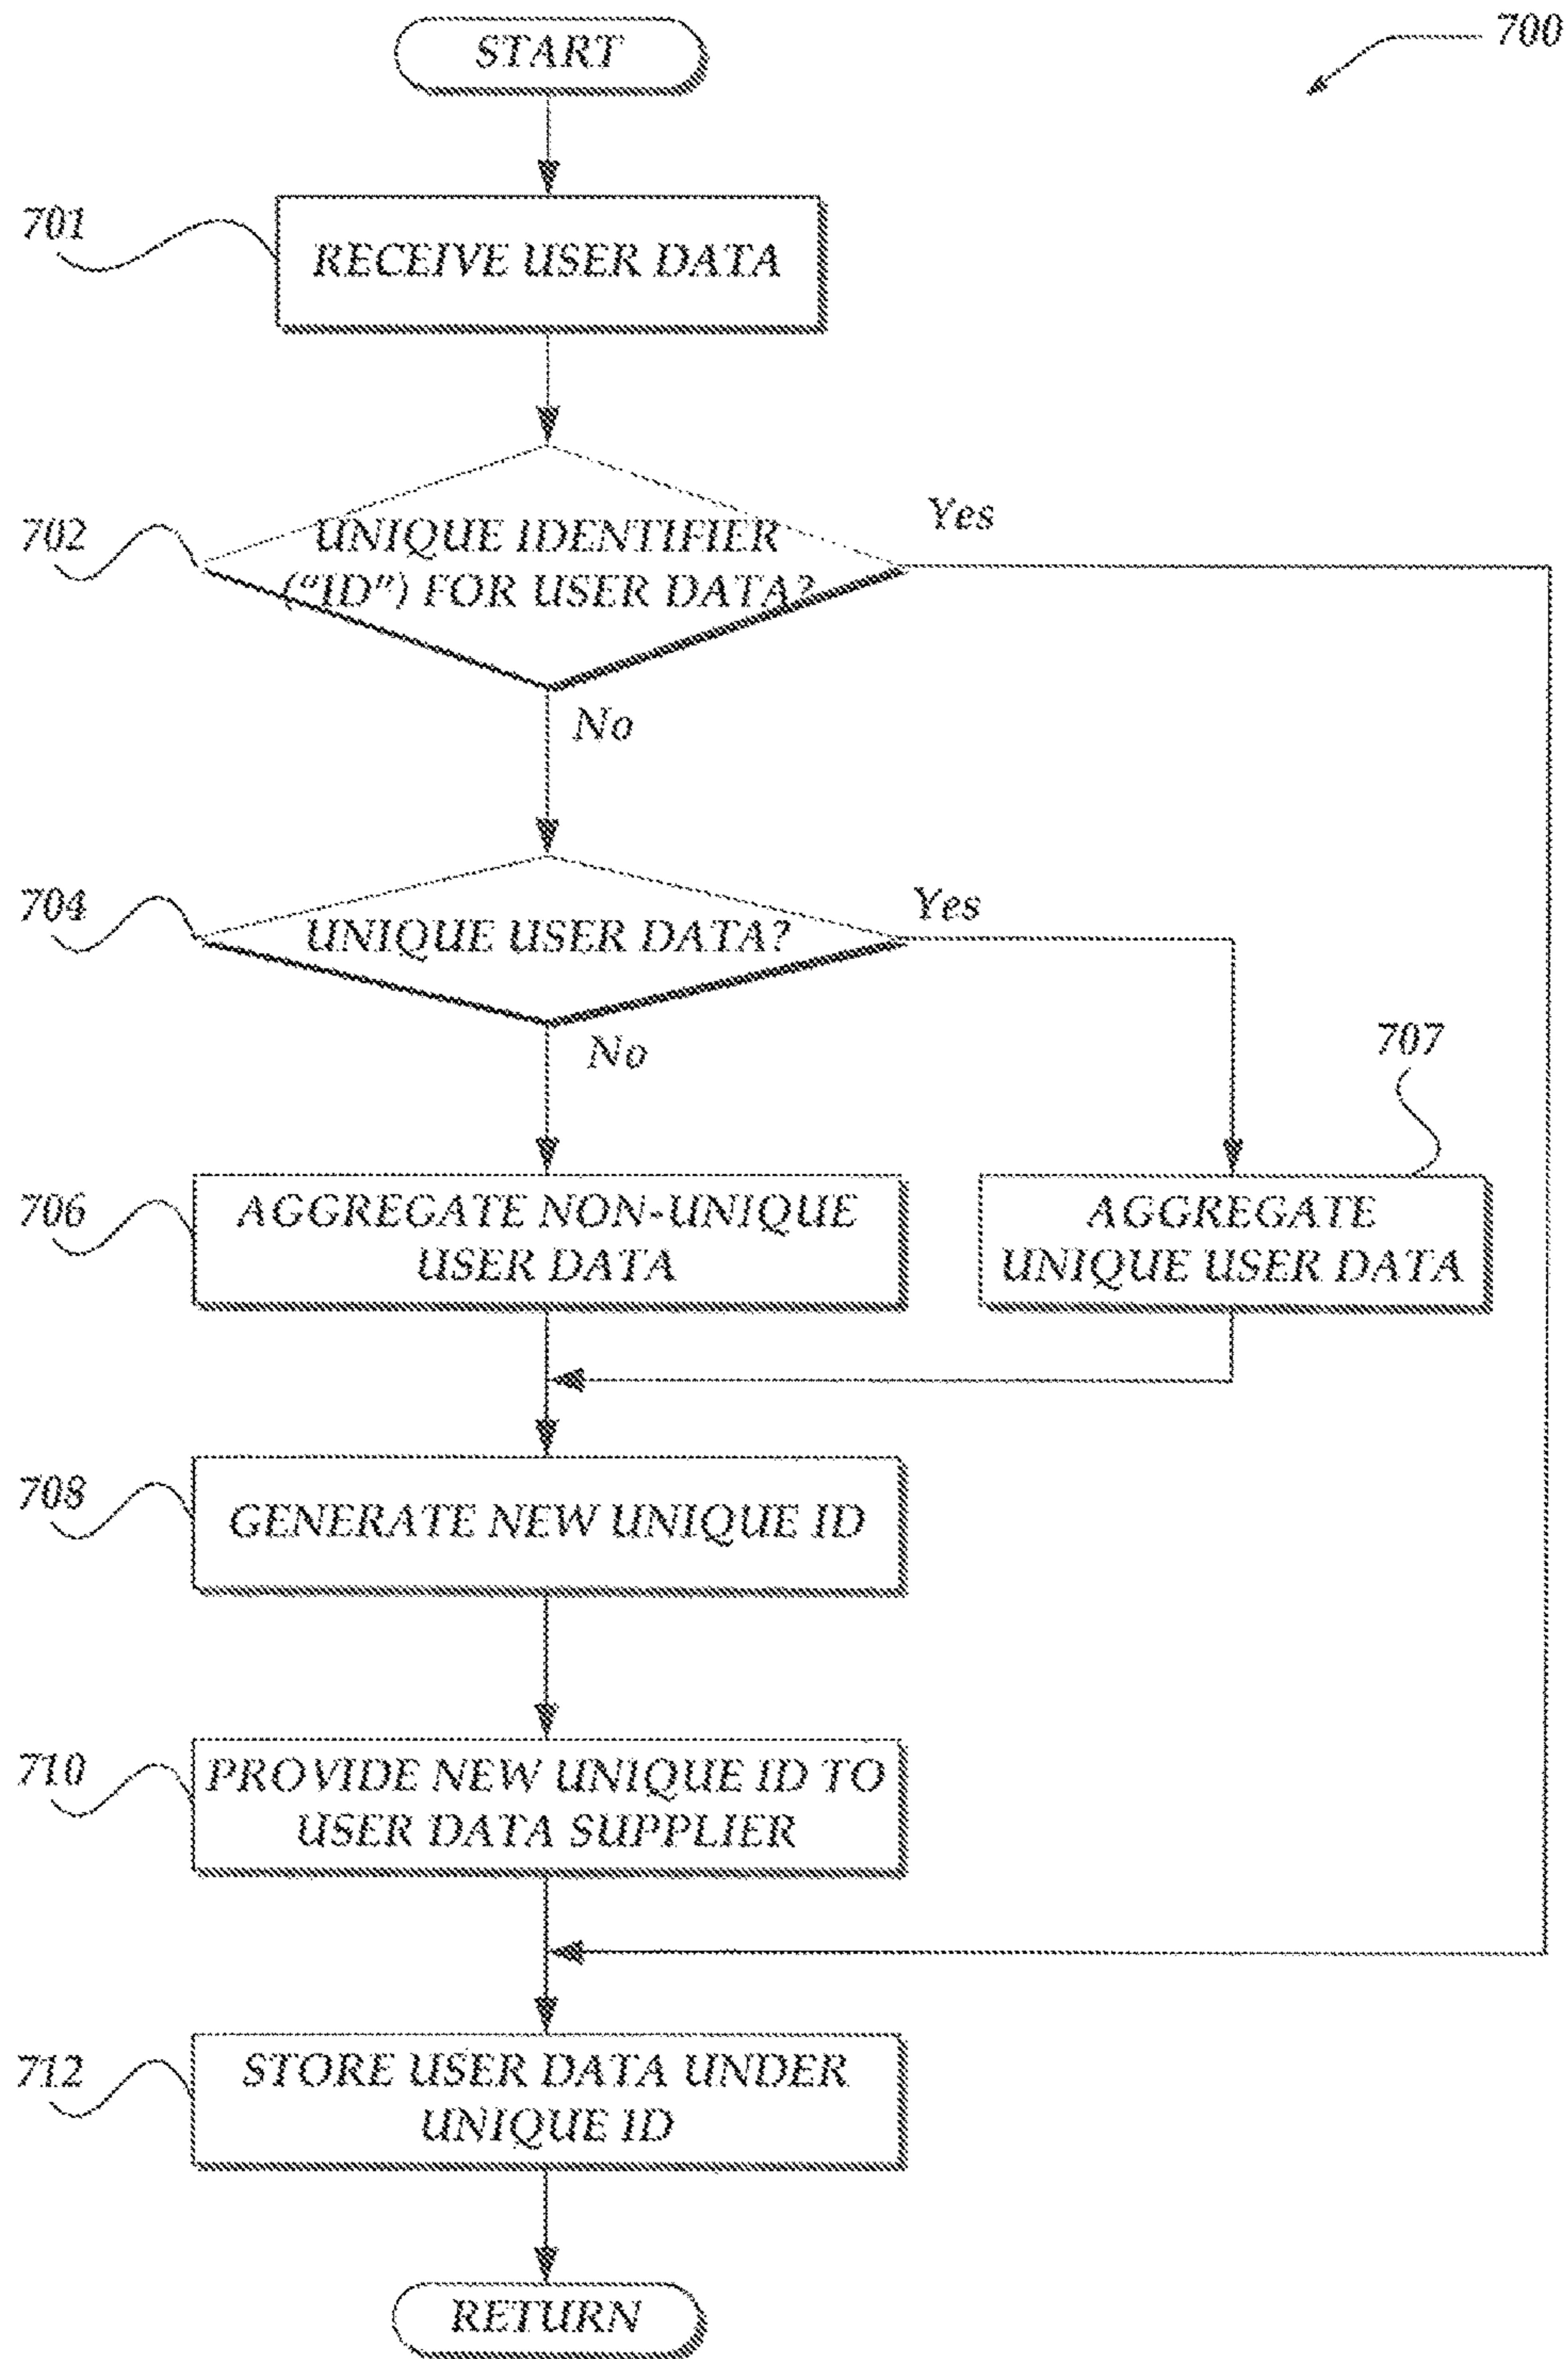 START
700
701
RECEIVE USER DATA
702
UNIQUE IDENTIFIER
("ID") FOR USER DATA?
Yes
No
704
UNIQUE USER DATA?
Yes
No
707
706
AGGREGATE NON-UNIQUE
USER DATA
AGGREGATE
UNIQUE USER DATA
708
GENERATE NEW UNIQUE ID
710
PROVIDE NEW UNIQUE ID TO
USER DATA SUPPLIER
712
STORE USER DATA UNDER
UNIQUE ID
RETURN